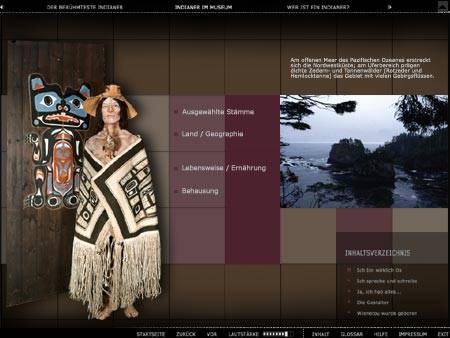 DER BERÜHMTESTE INDIANER
INDIANER IM MUSEUM
WER IST EIN INDIANER?
Am offenen Meer des Pazifischen Ozeanes erstreckt
sich die Nordwestküste; am Uferbereich prägen
dichte Zedern- und Tannenwälder (Rotzeder und
Hemlocktanne) das Gebiet mit vielen Gebirgsflüssen.
Ausgewählte Stämme
Land / Geographie
Lebensweise / Ernährung
Behausung
INHALTSVERZEICHNIS
Ich bin wirklich
Ich spreche und schreibe
Ja, ich hab alles...
Die Gestalter
Winnetou wurde geboren
STARTSEITE ZURÜCK VOR LAUTSTÄRKE INHALT GLOSSAR HILFE IMPRESSUM EXIT